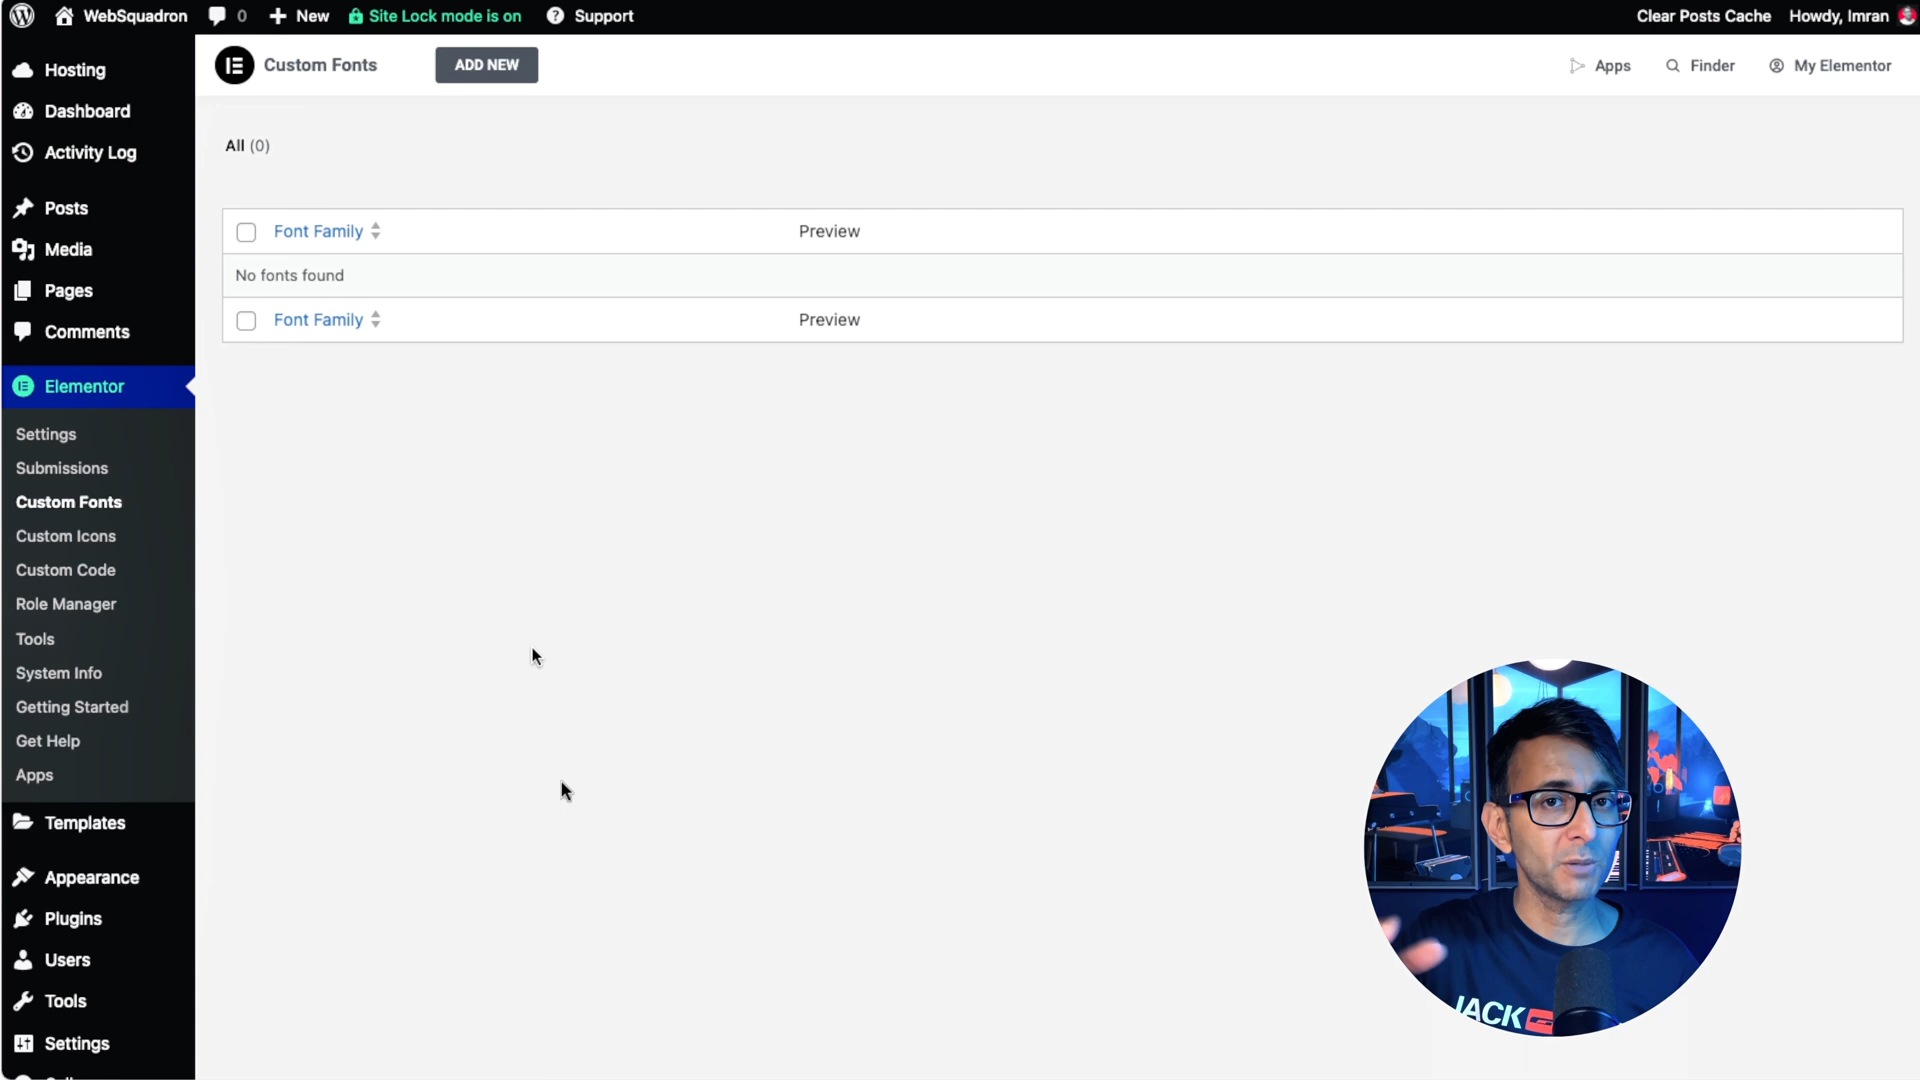 WebSquadron
0
New
Site Lock mode is on
Support
Clear Posts Cache
Howdy, Imran
Hosting
Dashboard
Activity Log
Posts
Media
Pages
Comments
Elementor
Settings
Submissions
Custom Fonts
Custom Icons
Custom Code
Role Manager
Tools
System Info
Getting Started
Get Help
Apps
Templates
Appearance
Plugins
Users
Tools
Settings
Custom Fonts
ADD NEW
Apps
Finder
My Elementor
All (0)
Font Family
Preview
No fonts found
Font Family
Preview
JACK